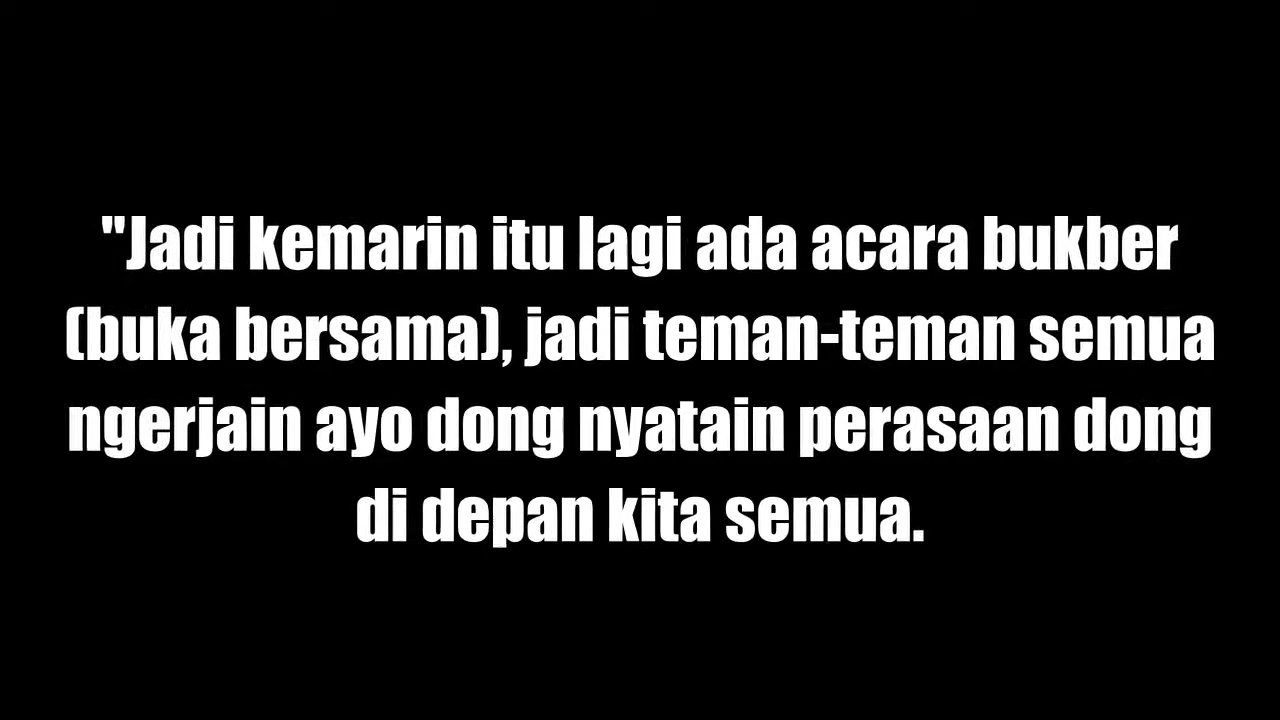 "Jadi kemarin itu lagi ada acara bukber
(buka bersama), jadi teman-teman semua
ngerjain ayo dong nyatain perasaan dong
di depan kita semua.